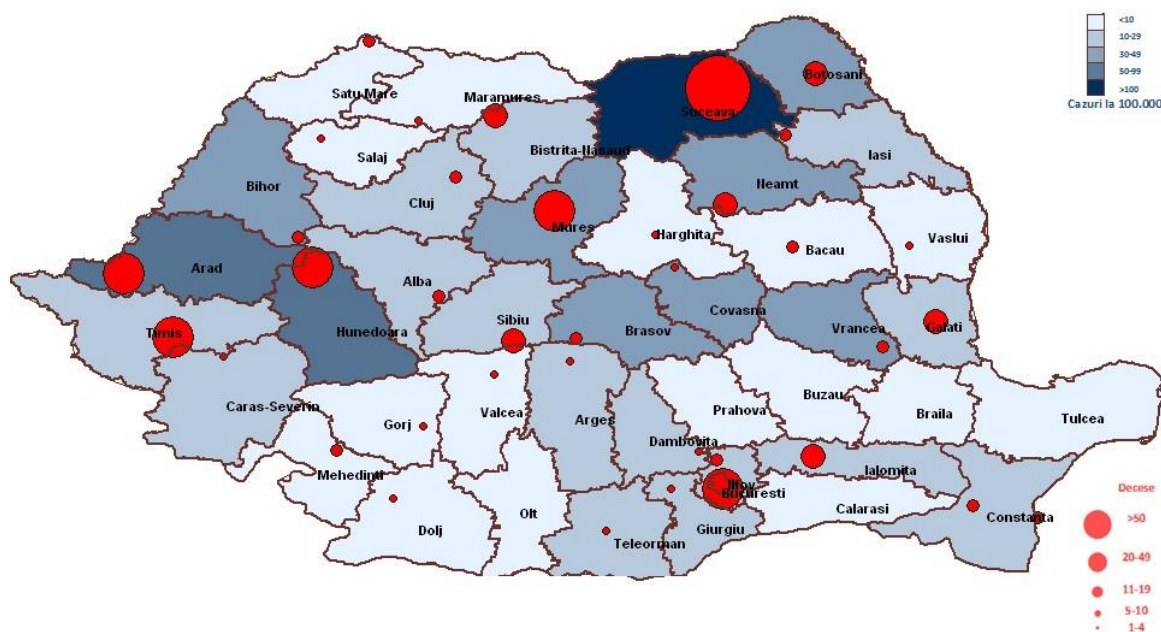 <10
10-29
30-49
50-99
>100
Cazuri la 100.000
Satu Mare
Maramures
Suceava
Botosani
Salaj
Bistrita-Nasaud
Iasi
Bihor
Cluj
Neamt
Mures
Harghita
Bacau
Vaslui
Arad
Alba
Timis
Hunedoara
Sibiu
Brasov
Covasna
Vrancea
Galati
Caras-Severin
Gorj
Valcea
Arges
Prahova
Buzau
Braila
Tulcea
Dambovita
Mehedinti
Ialomita
Ilfov
Bucuresti
Dolj
Olt
Teleorman
Giurgiu
Calarasi
Constanta
Decese
>50
20-49
11-19
5-10
1-4